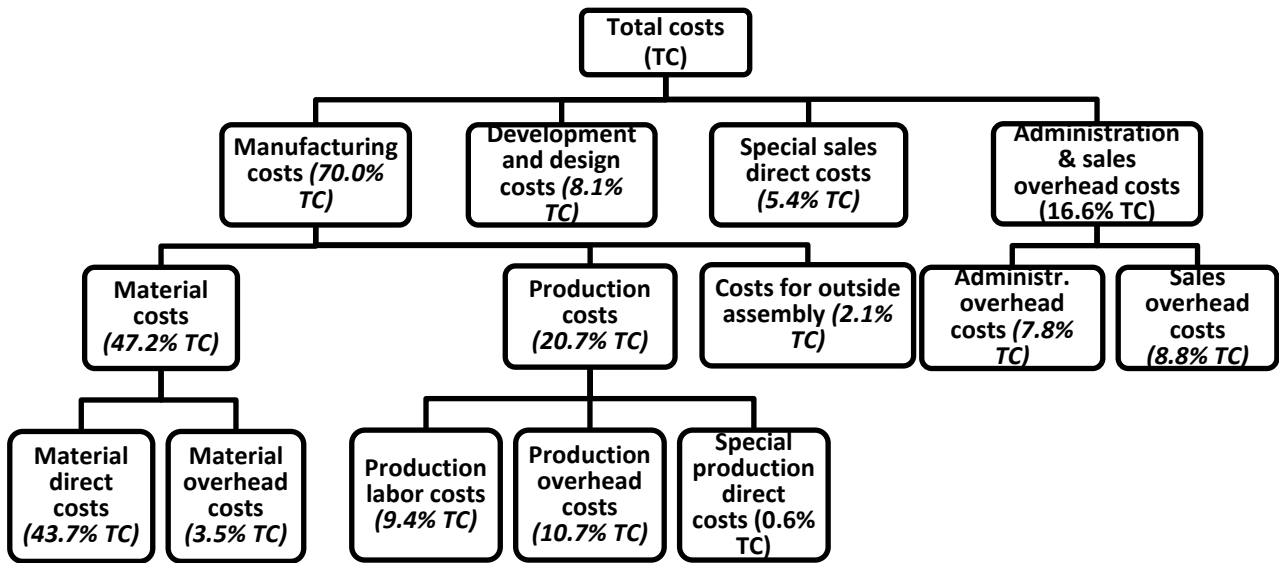 Total costs
(TC)
Manufacturing
costs (70.0%
TC)
Development
and design
costs (8.1%
TC)
Special sales
direct costs
(5.4% TC)
Administration
& sales
overhead costs
(16.6% TC)
Material
costs
(47.2% TC)
Production
costs
(20.7% TC)
Costs for outside
assembly (2.1%
TC)
Administr.
overhead
costs (7.8%
TC)
Sales
overhead
costs
(8.8% TC)
Material
direct
costs
(43.7% TC)
Material
overhead
costs
(3.5% TC)
Production
labor costs
(9.4% TC)
Production
overhead
costs
(10.7% TC)
Special
production
direct
costs (0.6%
TC)